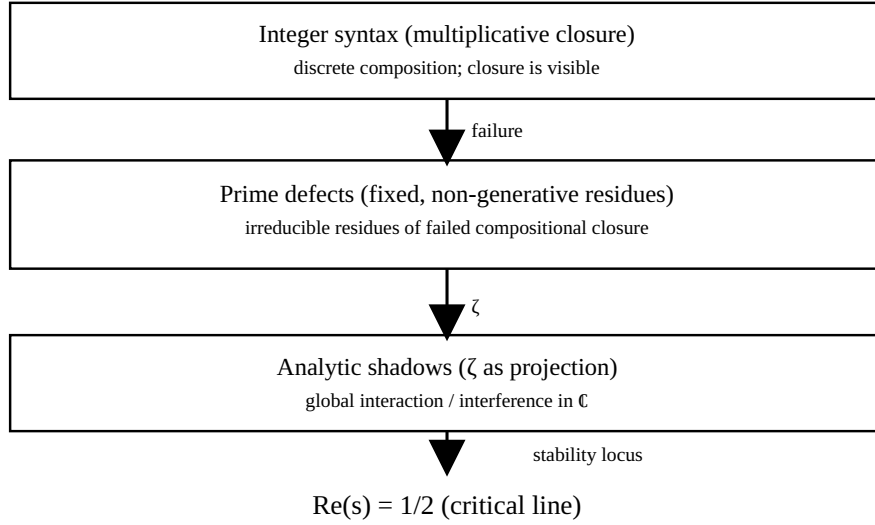 Integer syntax (multiplicative closure)
discrete composition; closure is visible
failure
Prime defects (fixed, non-generative residues)
irreducible residues of failed compositional closure
ζ
Analytic shadows (ζ as projection)
global interaction / interference in ℂ
stability locus
Re(s) = 1/2 (critical line)